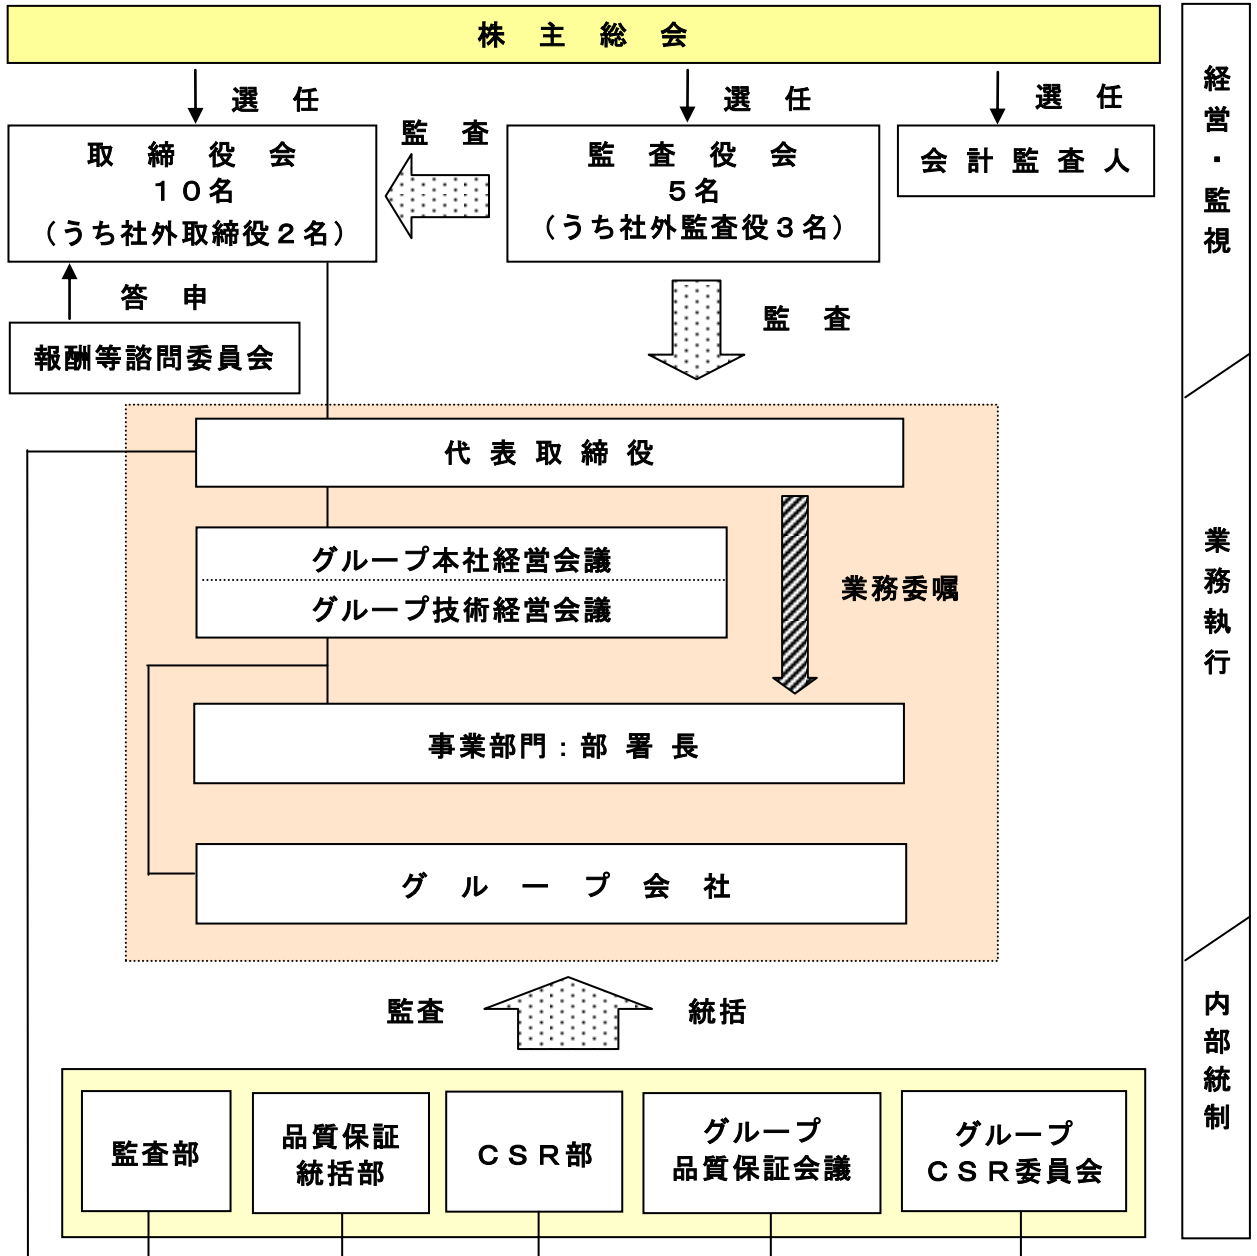 株主総会
選任
選任
選任
取締役会
１０名
（うち社外取締役２名）
監査
監査役会
５名
（うち社外監査役３名）
会計監査人
答申
報酬等諮問委員会
監査
代表取締役
グループ本社経営会議
グループ技術経営会議
業務委嘱
事業部門：部署長
グループ会社
監査
統括
監査部
品質保証
統括部
ＣＳＲ部
グループ
品質保証会議
グループ
ＣＳＲ委員会
経営・監視
業務執行
内部統制